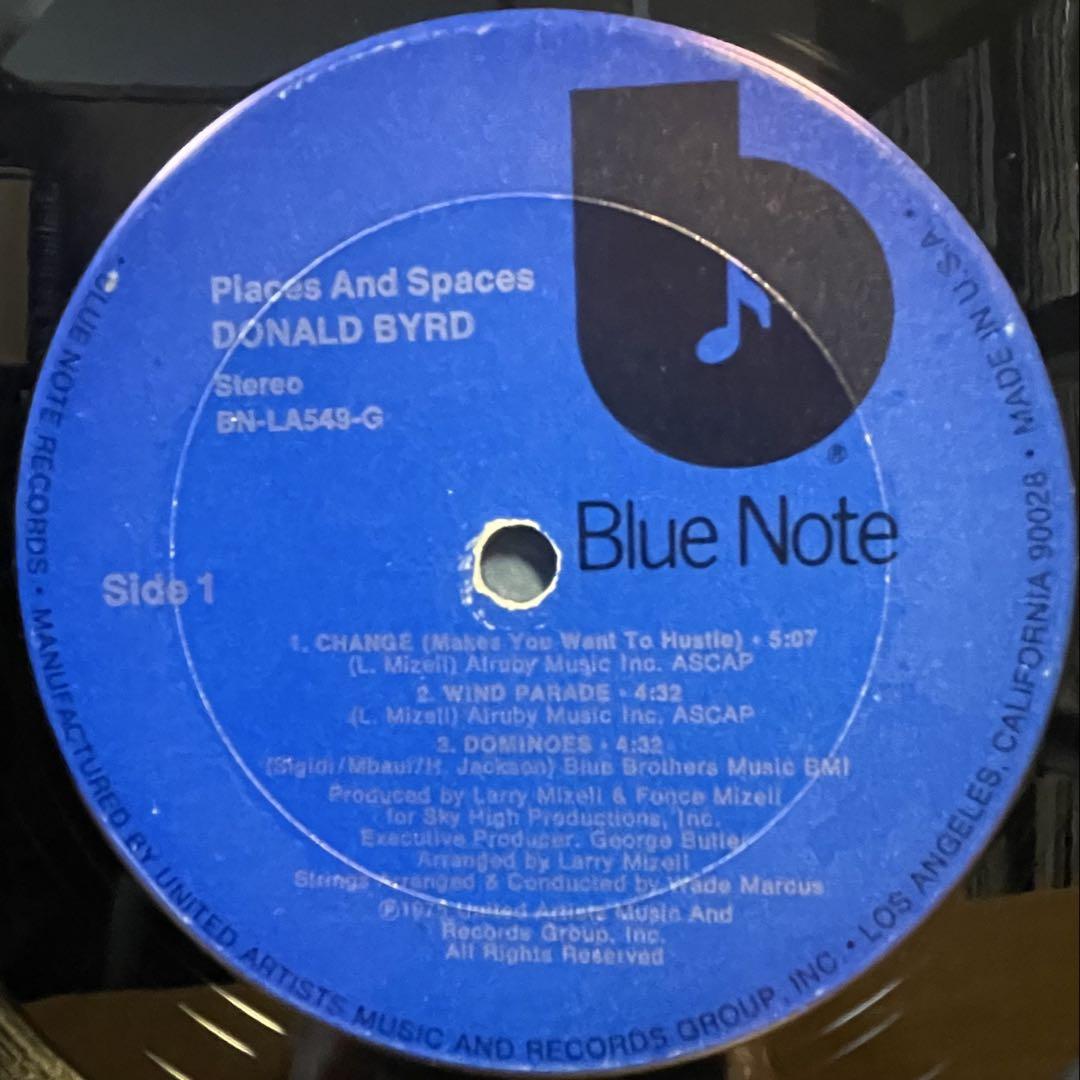 Places And Spaces
DONALD BYRD
Stereo
BN-LA549-G
®
Blue Note
Side 1
1. CHANGE (Makes You Want To Hustle) • 5:07
(L. Mizell) Alruby Music Inc. ASCAP
2. WIND PARADE • 4:32
(L. Mizell) Alruby Music Inc. ASCAP
3. DOMINOES • 4:32
(Sigidi/Mbaui/H. Jackson) Blue Brothers Music BMI
Produced by Larry Mizell & Fonce Mizell
for Sky High Productions, Inc.
Executive Producer: George Butler
Arranged by Larry Mizell
Strings Arranged & Conducted by Wade Marcus
℗1975 United Artists Music And
Records Group, Inc.
All Rights Reserved
• BLUE NOTE RECORDS • MANUFACTURED BY UNITED ARTISTS MUSIC AND RECORDS GROUP, INC. • LOS ANGELES, CALIFORNIA 90028 • MADE IN U.S.A •